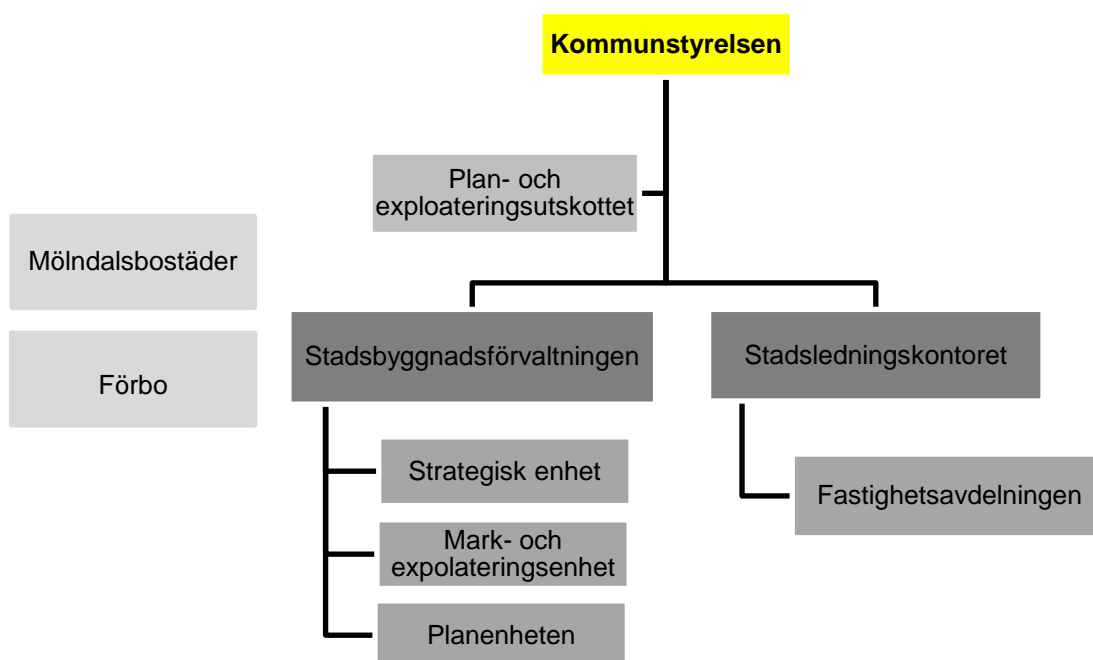 Kommunstyrelsen
Plan- och
exploateringsutskottet
Mölndalsbostäder
Förbo
Stadsbyggnadsförvaltningen
Stadsledningskontoret
Strategisk enhet
Mark- och
expolateringsenhet
Planenheten
Fastighetsavdelningen